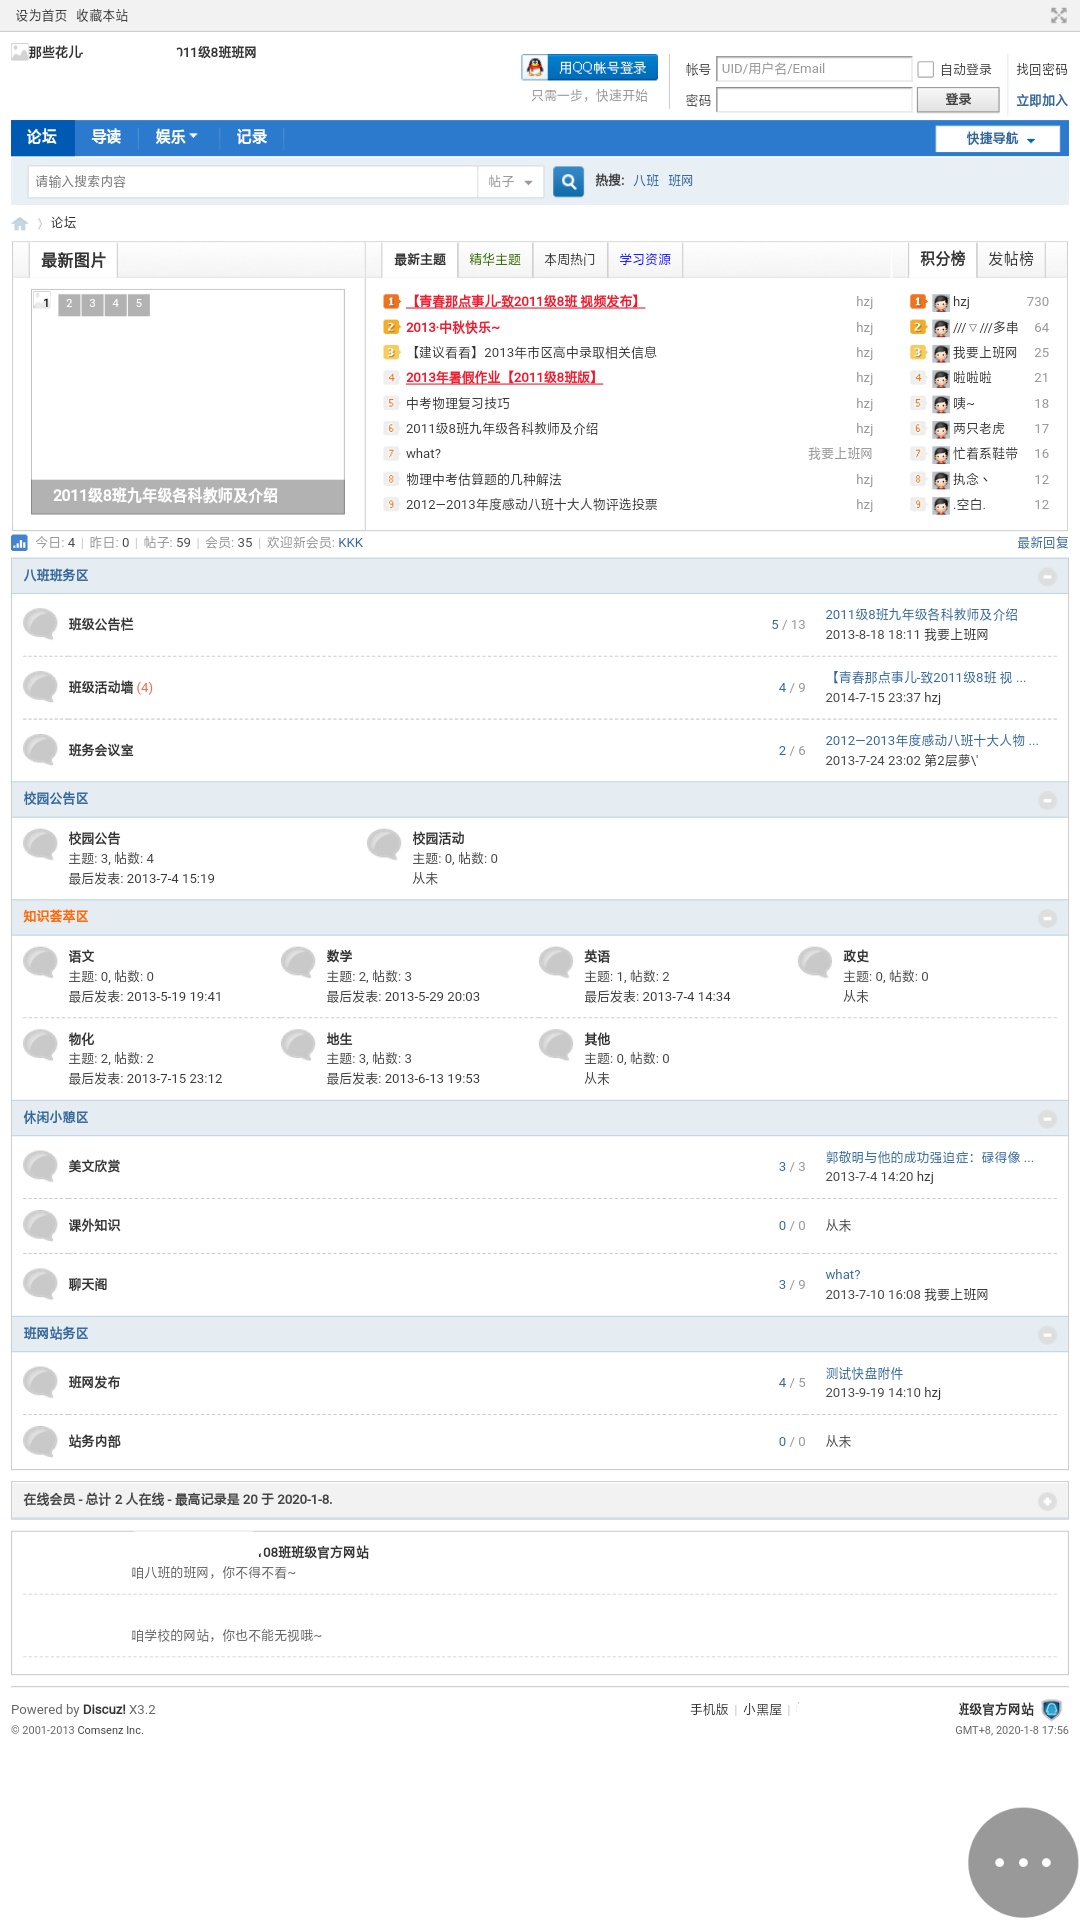 设为首页 收藏本站
那些花儿
011级8班班网
用QQ帐号登录
只需一步，快速开始
帐号 UID/用户名/Email 自动登录 找回密码
密码 登录 立即加入
论坛 导读 娱乐 记录 快捷导航
请输入搜索内容 帖子 热搜: 八班 班网
论坛
最新图片 最新主题 精华主题 本周热门 学习资源 积分榜 发帖榜
1 2 3 4 5
2011级8班九年级各科教师及介绍
1 【青春那点事儿-致2011级8班 视频发布】 hzj
2 2013·中秋快乐~ hzj
3 【建议看看】2013年市区高中录取相关信息 hzj
4 2013年暑假作业【2011级8班版】 hzj
5 中考物理复习技巧 hzj
6 2011级8班九年级各科教师及介绍 hzj
7 what? 我要上班网
8 物理中考估算题的几种解法 hzj
9 2012—2013年度感动八班十大人物评选投票 hzj
1 hzj 730
2 ///▽///多串 64
3 我要上班网 25
4 啦啦啦 21
5 咦~ 18
6 两只老虎 17
7 忙着系鞋带 16
8 执念丶 12
9 .空白. 12
今日: 4 | 昨日: 0 | 帖子: 59 | 会员: 35 | 欢迎新会员: KKK 最新回复
八班班务区
班级公告栏 5 / 13 2011级8班九年级各科教师及介绍
2013-8-18 18:11 我要上班网
班级活动墙 (4) 4 / 9 【青春那点事儿-致2011级8班 视 ...
2014-7-15 23:37 hzj
班务会议室 2 / 6 2012—2013年度感动八班十大人物 ...
2013-7-24 23:02 第2层夢\'
校园公告区
校园公告 校园活动
主题: 3, 帖数: 4 主题: 0, 帖数: 0
最后发表: 2013-7-4 15:19 从未
知识荟萃区
语文 数学 英语 政史
主题: 0, 帖数: 0 主题: 2, 帖数: 3 主题: 1, 帖数: 2 主题: 0, 帖数: 0
最后发表: 2013-5-19 19:41 最后发表: 2013-5-29 20:03 最后发表: 2013-7-4 14:34 从未
物化 地生 其他
主题: 2, 帖数: 2 主题: 3, 帖数: 3 主题: 0, 帖数: 0
最后发表: 2013-7-15 23:12 最后发表: 2013-6-13 19:53 从未
休闲小憩区
美文欣赏 3 / 3 郭敬明与他的成功强迫症：碌得像 ...
2013-7-4 14:20 hzj
课外知识 0 / 0 从未
聊天阁 3 / 9 what?
2013-7-10 16:08 我要上班网
班网站务区
班网发布 4 / 5 测试快盘附件
2013-9-19 14:10 hzj
站务内部 0 / 0 从未
在线会员 - 总计 2 人在线 - 最高记录是 20 于 2020-1-8.
08班班级官方网站
咱八班的班网，你不得不看~
咱学校的网站，你也不能无视哦~
Powered by Discuz! X3.2 手机版 | 小黑屋 | 班级官方网站
© 2001-2013 Comsenz Inc. GMT+8, 2020-1-8 17:56